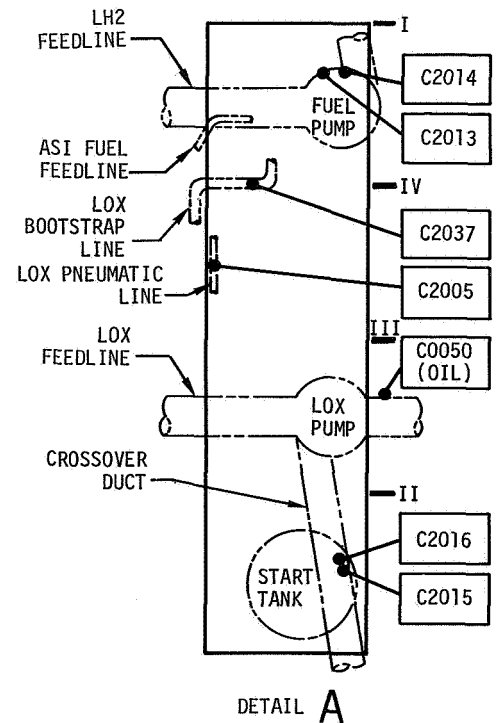 LH2
FEEDLINE
I
C2014
FUEL
PUMP
C2013
ASI FUEL
FEEDLINE
IV
LOX
BOOTSTRAP
LINE
C2037
LOX PNEUMATIC
LINE
C2005
III
LOX
FEEDLINE
C0050
(OIL)
LOX
PUMP
CROSSOVER
DUCT
II
C2016
START
TANK
C2015
DETAIL A